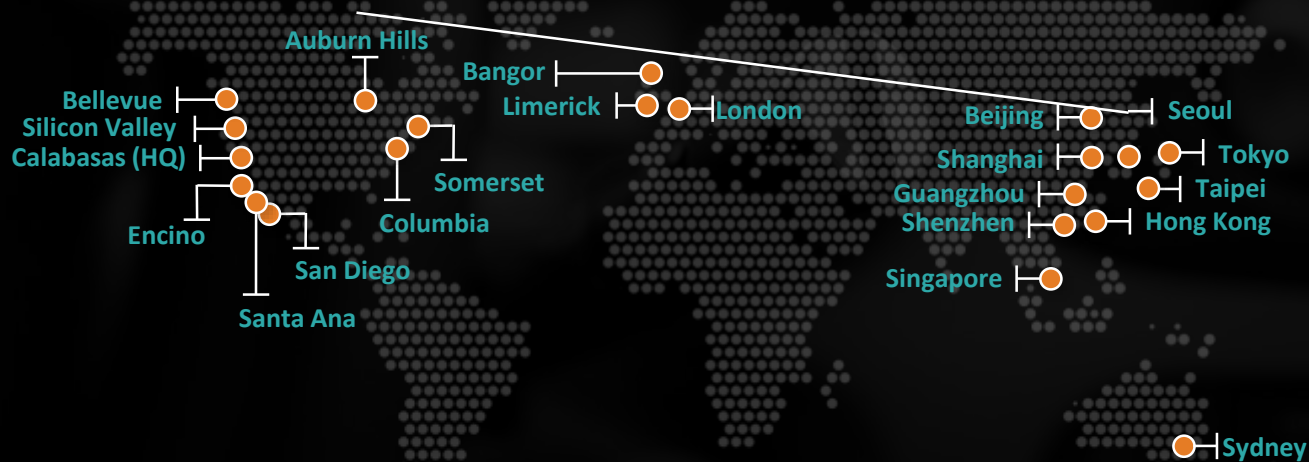 Auburn Hills
Bellevue
Silicon Valley
Calabasas (HQ)
Encino
Santa Ana
San Diego
Columbia
Somerset
Bangor
Limerick
London
Beijing
Seoul
Shanghai
Tokyo
Guangzhou
Taipei
Shenzhen
Hong Kong
Singapore
Sydney